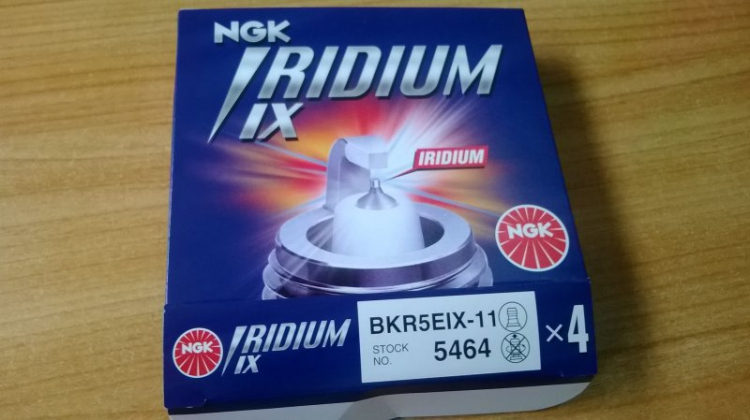 NGK
IRIDIUM
IX
IRIDIUM
NGK
NGK
IRIDIUM
IX
BKR5EIX-11
STOCK
NO.
5464
×4